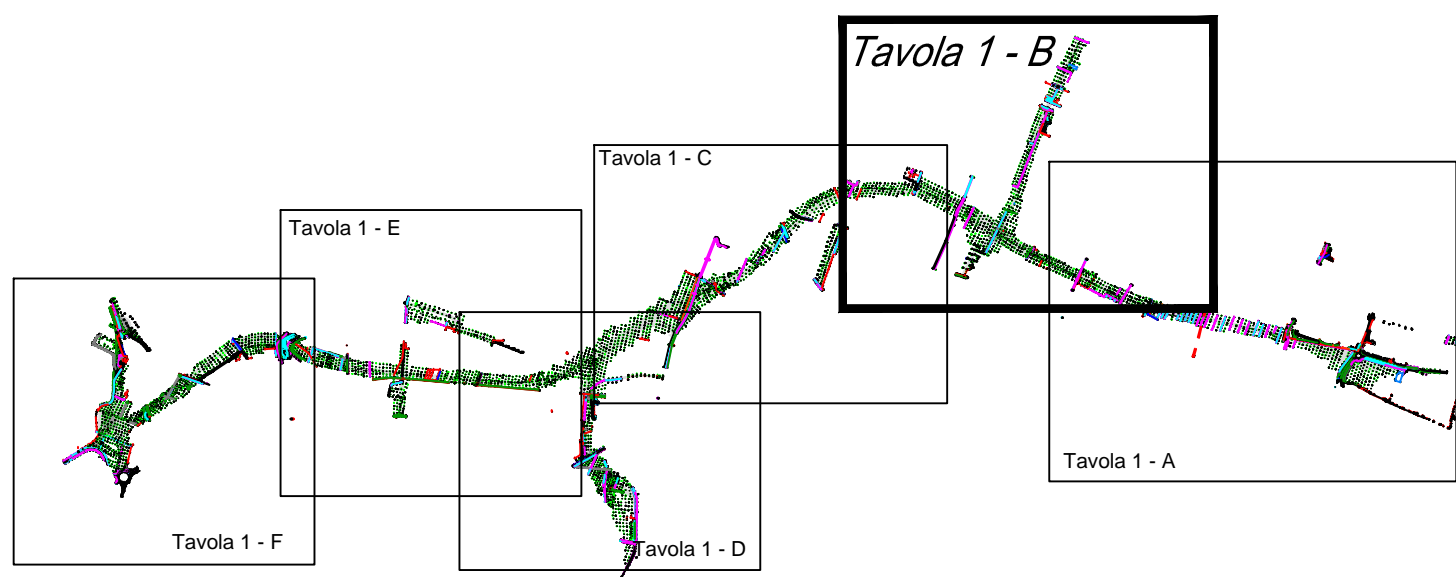 Tavola 1 - B
Tavola 1 - C
Tavola 1 - E
Tavola 1 - A
Tavola 1 - F
Tavola 1 - D